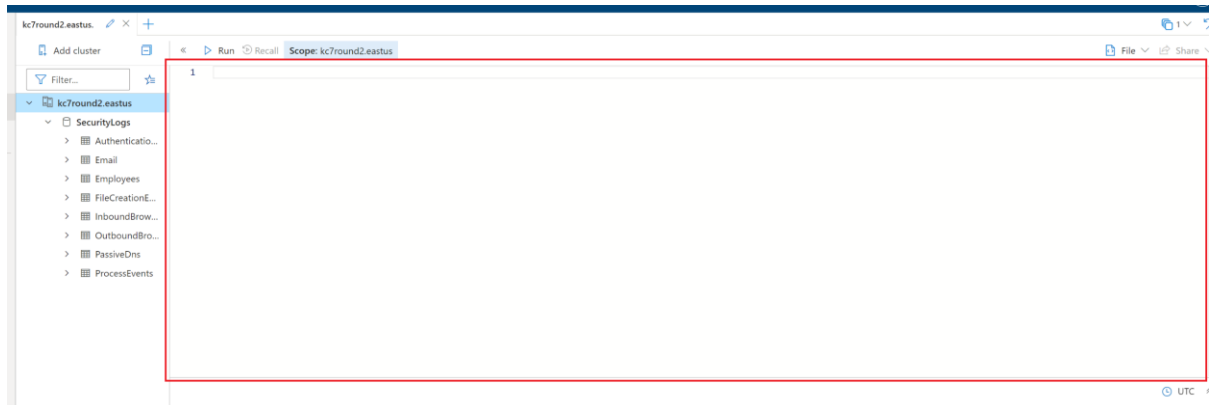 kc7round2.eastus.
1
Add cluster
Run Recall Scope: kc7round2.eastus
File Share
Filter...
1
kc7round2.eastus
SecurityLogs
Authenticatio...
Email
Employees
FileCreationE...
InboundBrow...
OutboundBro...
PassiveDns
ProcessEvents
UTC